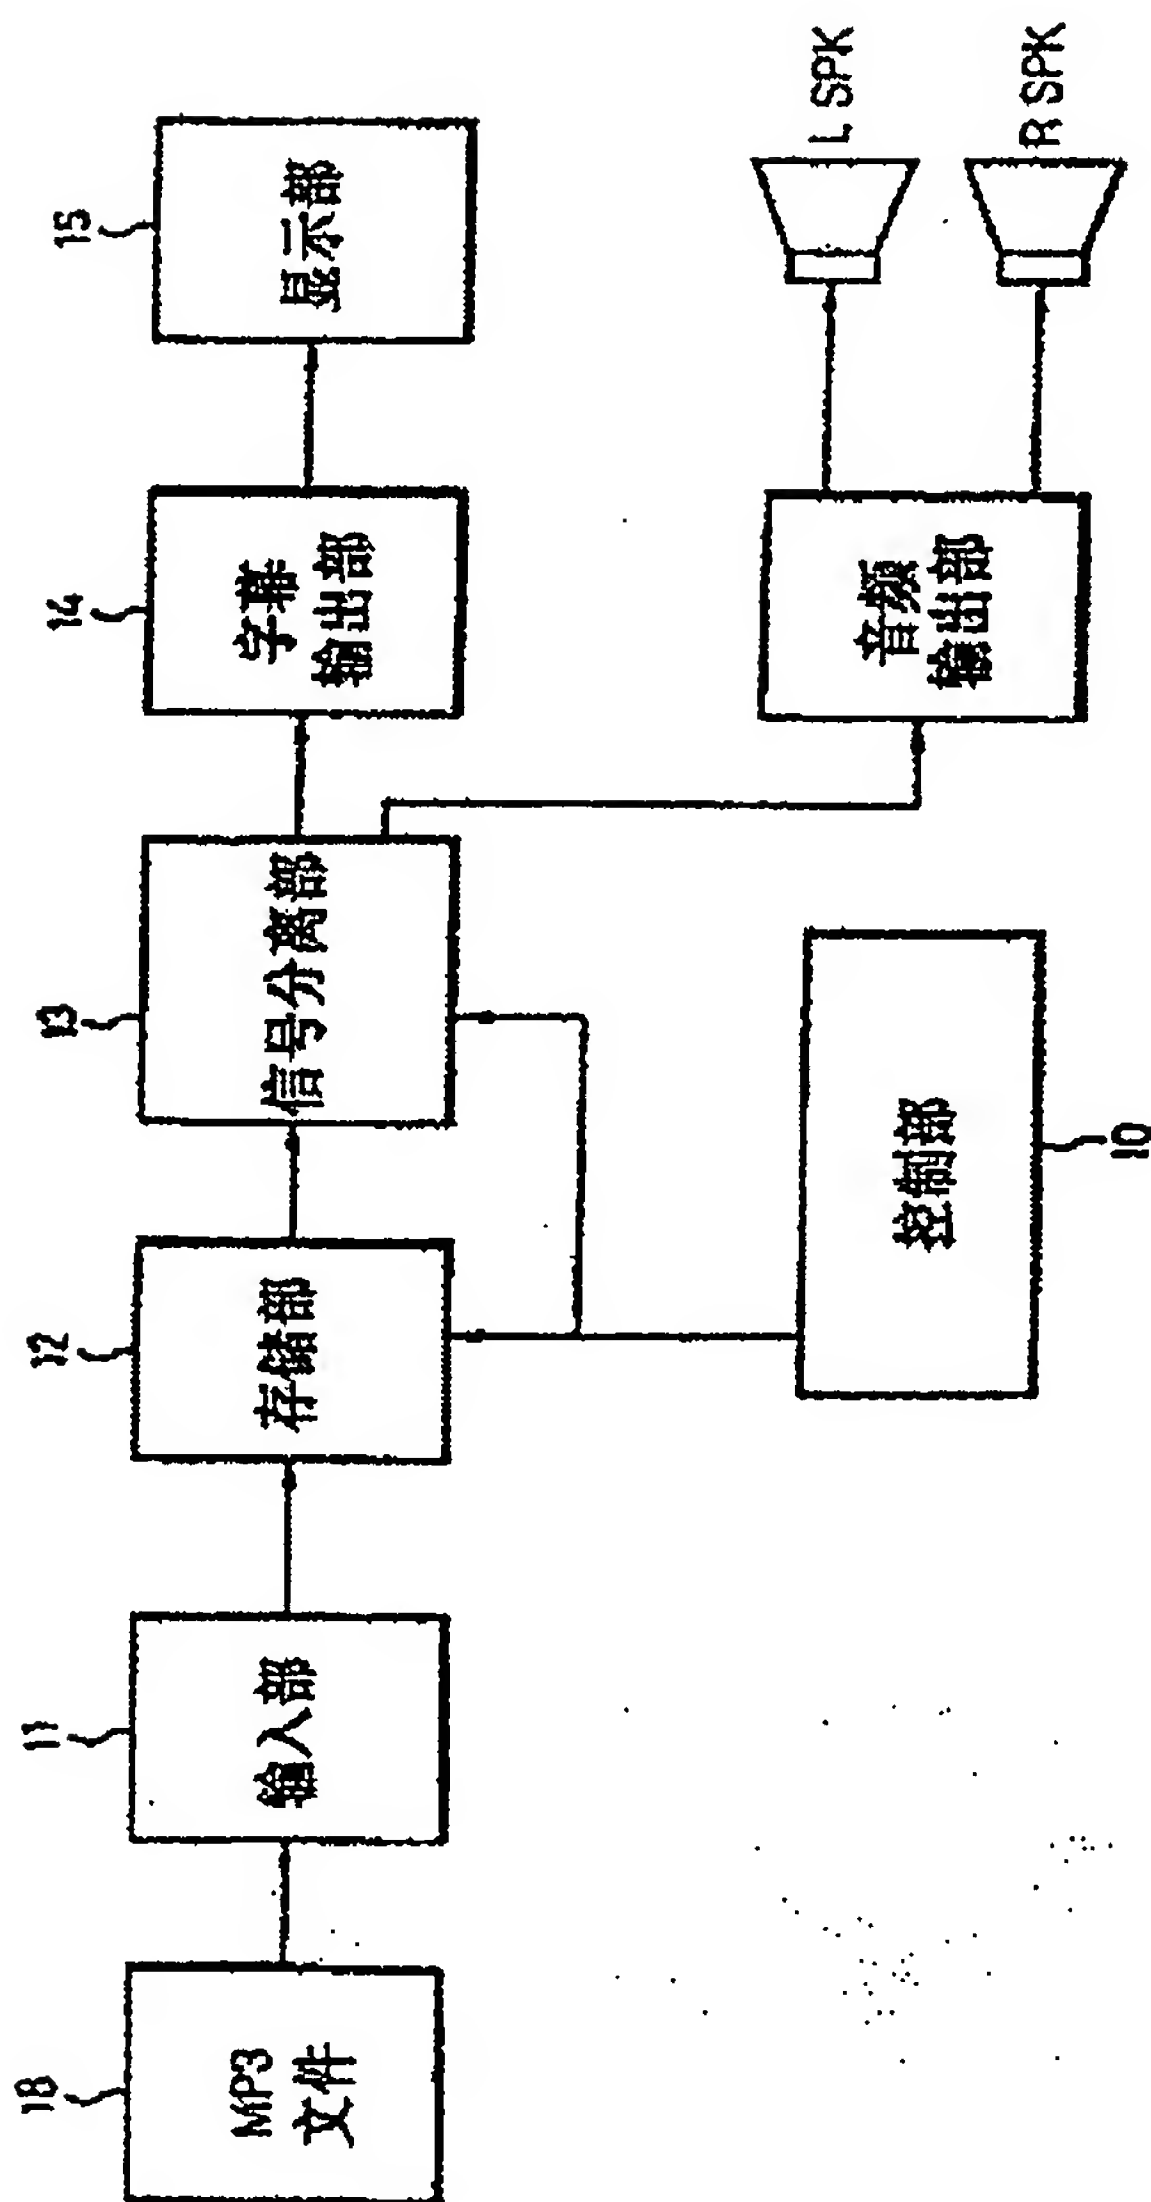 18
MP3
文件
11
输入部
12
存储部
13
信号分离部
14
字幕
输出部
15
显示部
音频
输出部
L SPK
R SPK
控制部
10